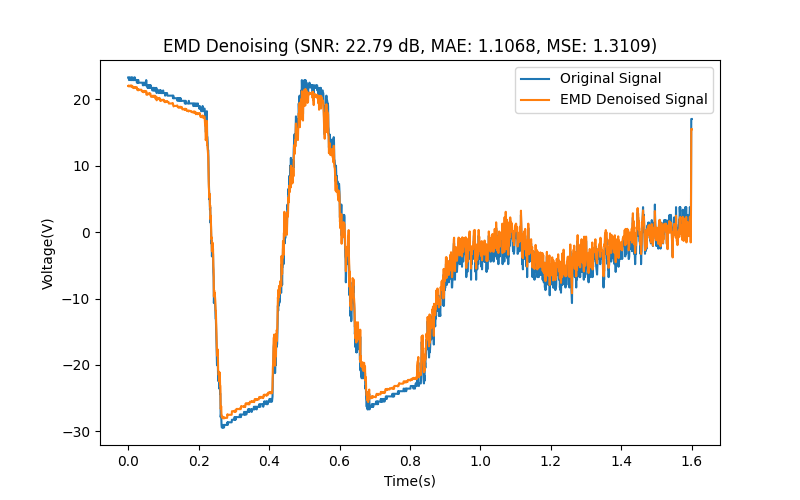 EMD Denoising (SNR: 22.79 dB, MAE: 1.1068, MSE: 1.3109)
Original Signal
EMD Denoised Signal
Voltage(V)
20
10
0
−10
−20
−30
0.0 0.2 0.4 0.6 0.8 1.0 1.2 1.4 1.6
Time(s)